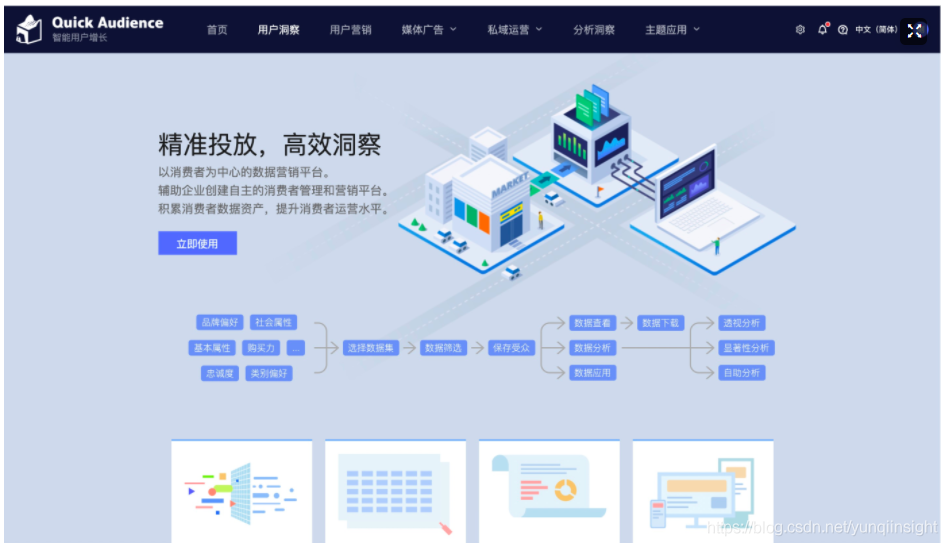 Quick Audience
智能用户增长
首页 用户洞察 用户营销 媒体广告 私域运营 分析洞察 主题应用 中文（简体）
精准投放，高效洞察
以消费者为中心的数据营销平台。
辅助企业创建自主的消费者管理和营销平台。
积累消费者数据资产，提升消费者运营水平。
立即使用
MARKET
品牌偏好 社会属性 数据查看 数据下载 透视分析
基本属性 购买力 ... 选择数据集 数据筛选 保存受众 数据分析 显著性分析
忠诚度 类别偏好 数据应用 自助分析
https://blog.csdn.net/yunqiinsight